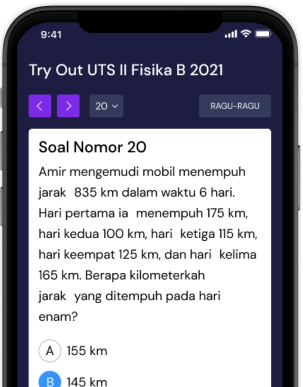 9:41
Try Out UTS II Fisika B 2021
20
RAGU-RAGU
Soal Nomor 20
Amir mengemudi mobil menempuh
jarak 835 km dalam waktu 6 hari.
Hari pertama ia menempuh 175 km,
hari kedua 100 km, hari ketiga 115 km,
hari keempat 125 km, dan hari kelima
165 km. Berapa kilometerkah
jarak yang ditempuh pada hari
enam?
A 155 km
B 145 km